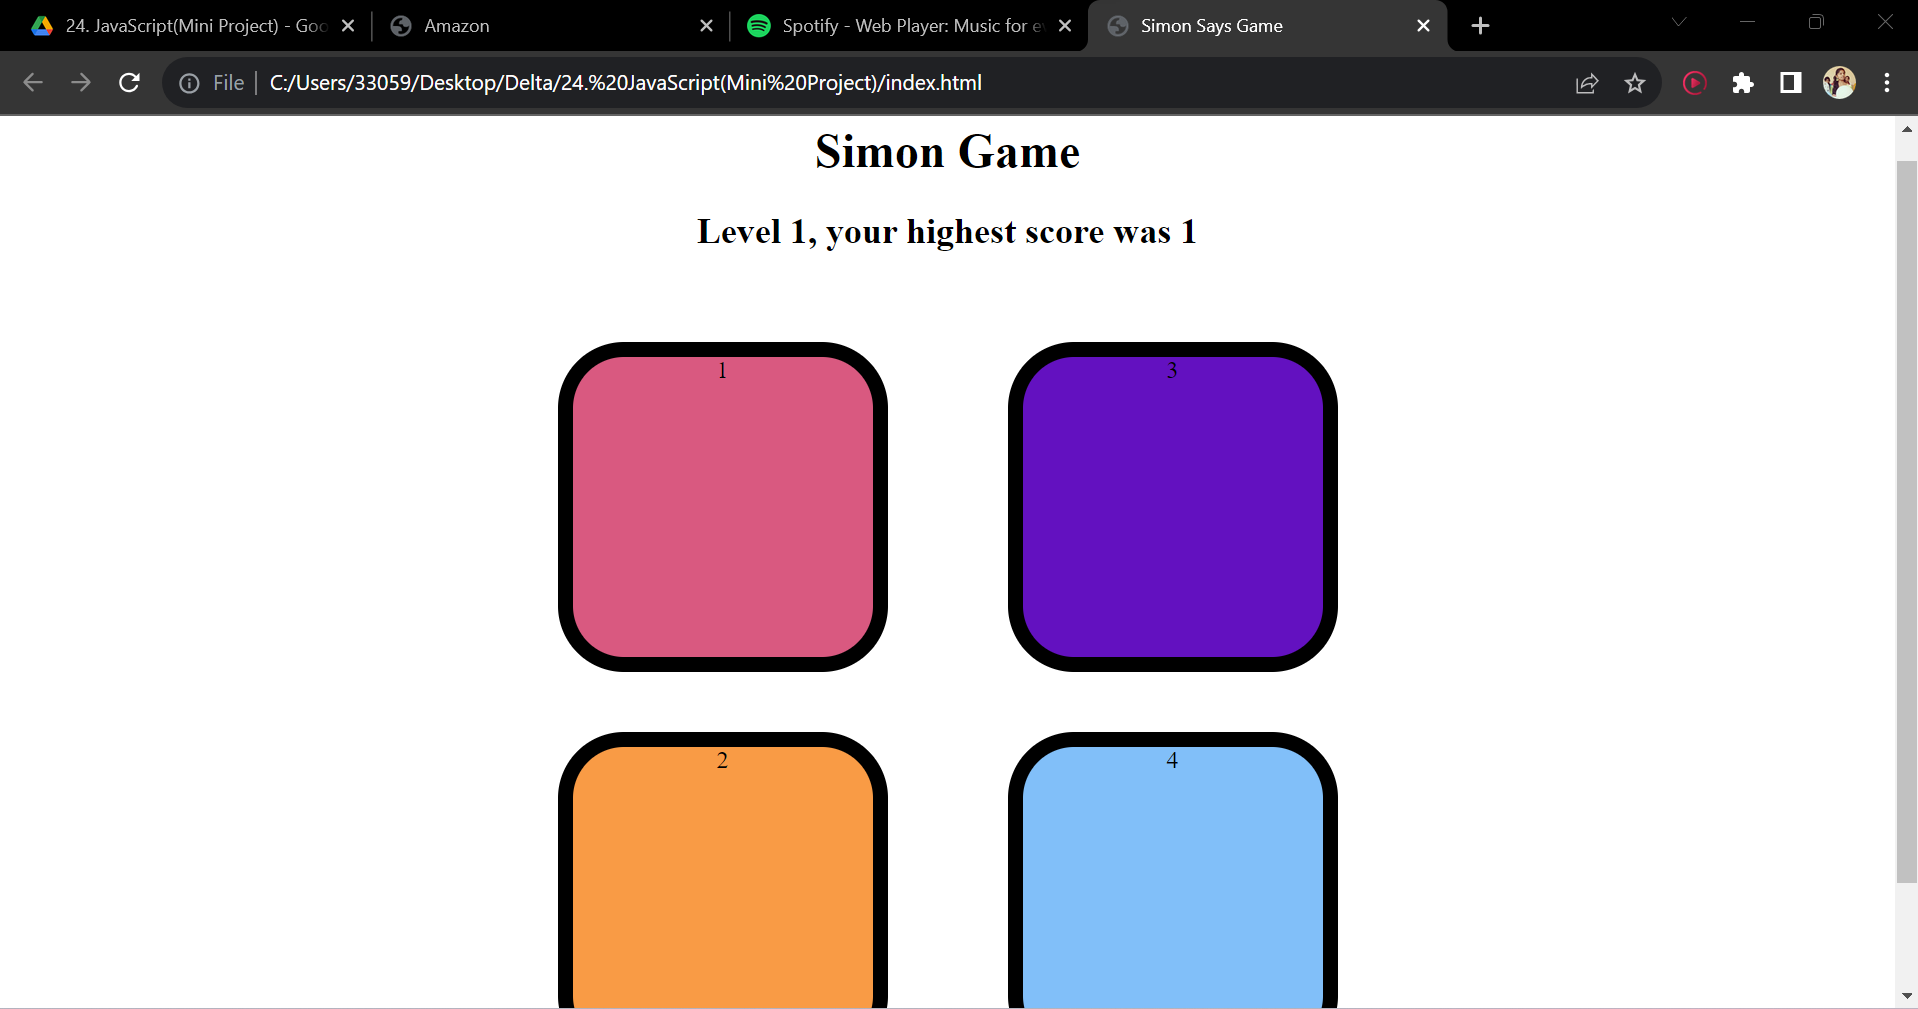 24. JavaScript(Mini Project) - Goo
Amazon
Spotify - Web Player: Music for ev
Simon Says Game
File
C:/Users/33059/Desktop/Delta/24.%20JavaScript(Mini%20Project)/index.html
Simon Game
Level 1, your highest score was 1
1
3
2
4